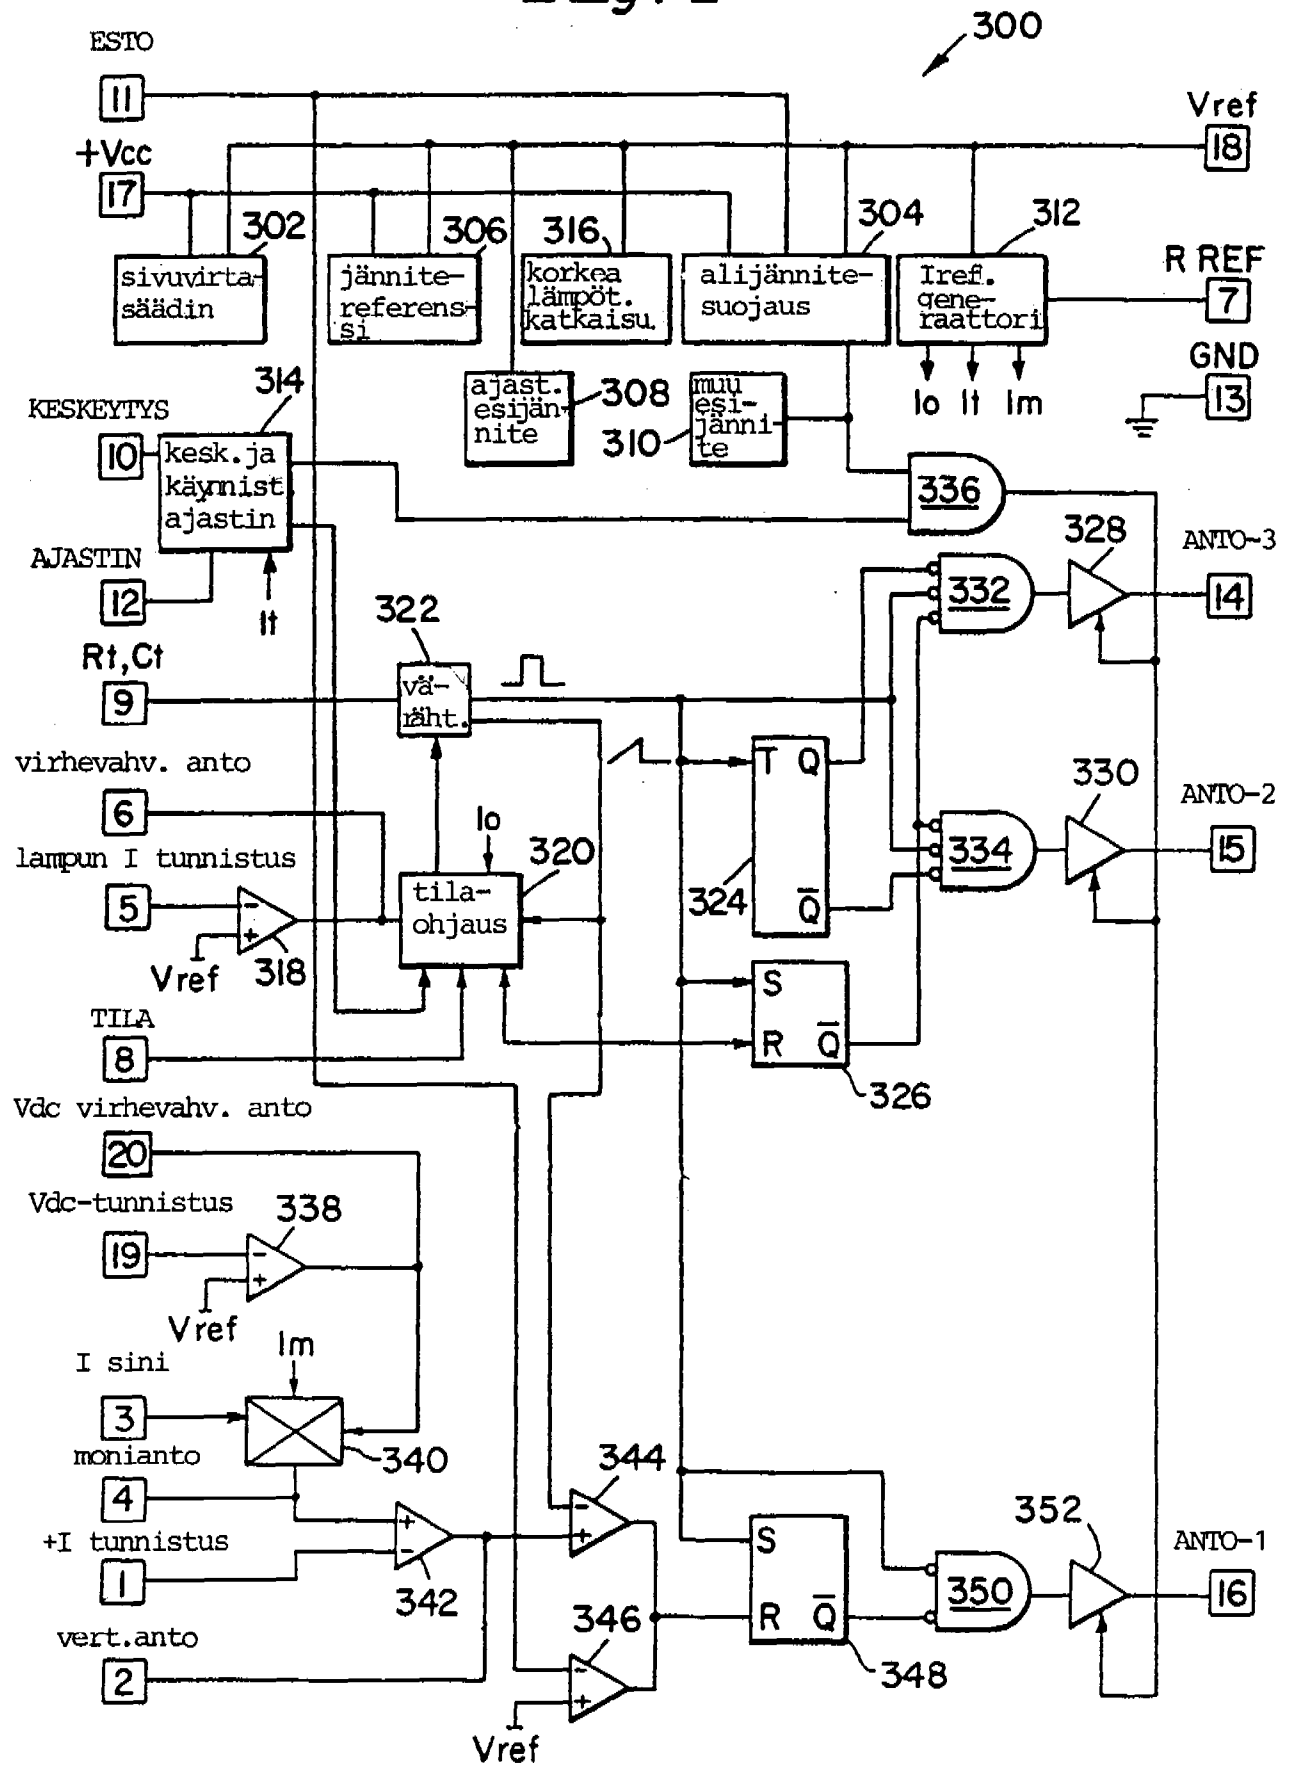 300
ESTO
11
Vref
18
+Vcc
17
302
306
316
304
312
sivuvirta-
säädin
jännite-
referens-
si
korkea
lämpöt.
katkaisu.
alijännite-
suojaus
Iref.
gene-
raattori
R REF
7
Io It Im
GND
13
314
ajast.
esijän-
nite
308
muu
esi-
jänni-
te
310
KESKEYTYS
10
kesk.ja
käynnist
ajastin
336
AJASTIN
12
It
332
328
ANTO-3
14
322
Rt,Ct
9
vä-
räht.
virhevahv. anto
6
T Q
Q̅
324
330
ANTO-2
15
334
lampun I tunnistus
5
-
+
Vref
318
Io
320
tila-
ohjaus
S
R Q̅
326
TILA
8
Vdc virhevahv. anto
20
Vdc-tunnistus
19
-
+
338
Vref
I sini
3
Im
340
monianto
4
+I tunnistus
1
+
-
342
vert.anto
2
344
-
+
346
-
+
Vref
S
R Q̅
348
350
352
ANTO-1
16